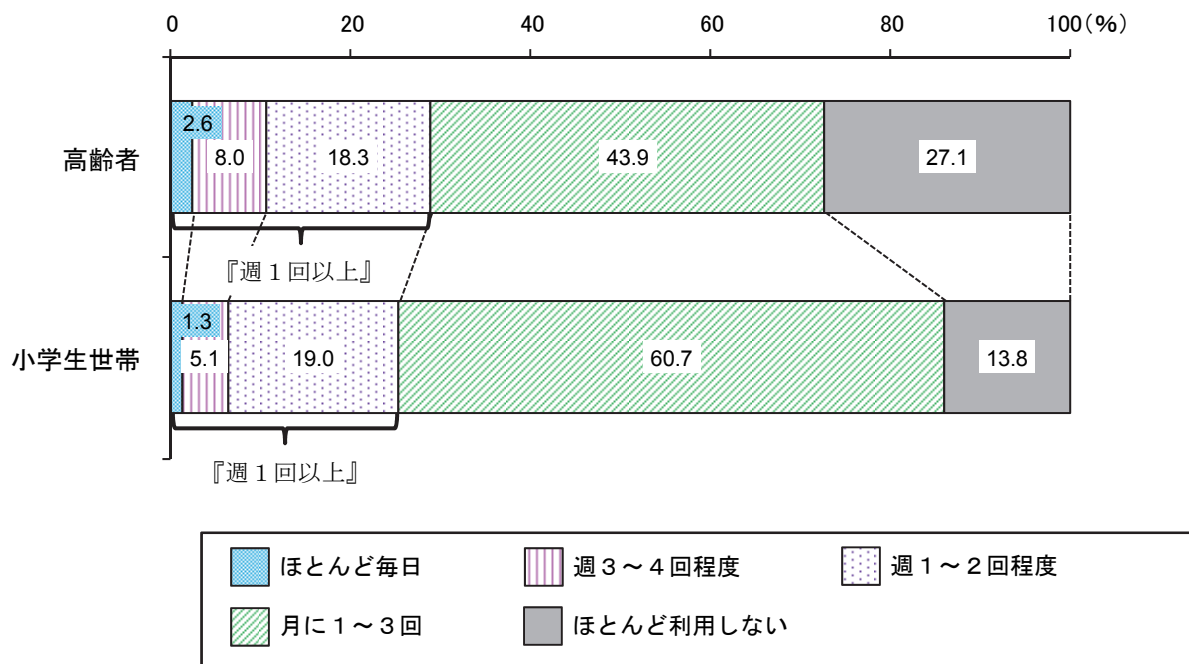 0 20 40 60 80 100(%)
高齢者 2.6 8.0 18.3 43.9 27.1
『週１回以上』
小学生世帯 1.3 5.1 19.0 60.7 13.8
『週１回以上』
ほとんど毎日 週３～４回程度 週１～２回程度
月に１～３回 ほとんど利用しない